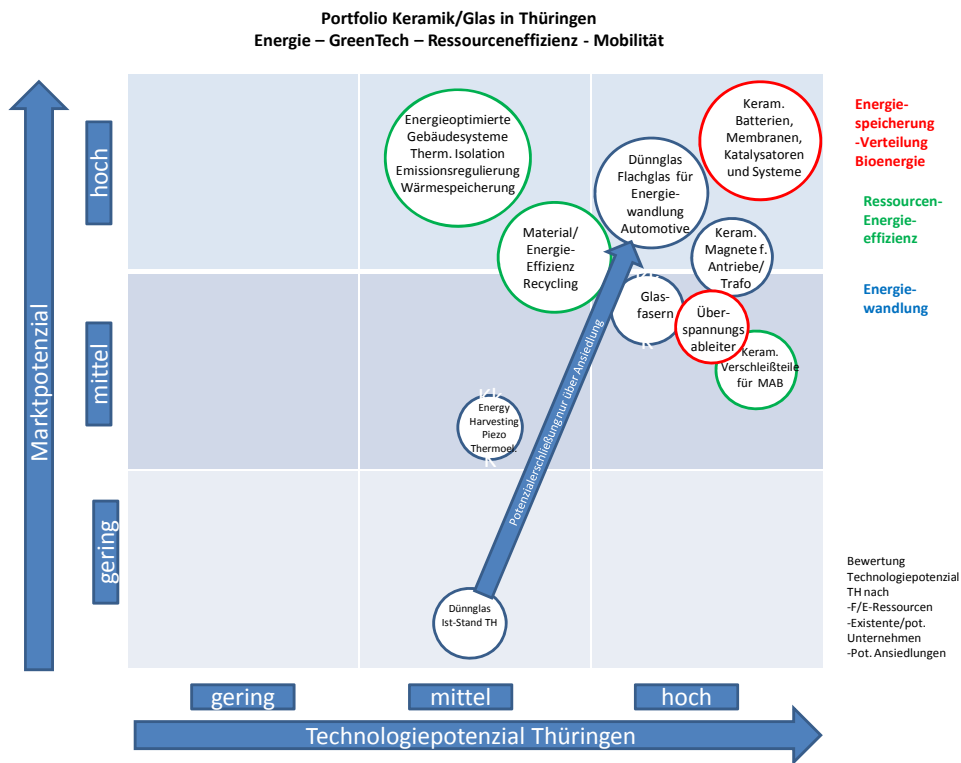 Portfolio Keramik/Glas in Thüringen
Energie – GreenTech – Ressourceneffizienz - Mobilität
Marktpotenzial
hoch
mittel
gering
Energieoptimierte
Gebäudesysteme
Therm. Isolation
Emissionsregulierung
Wärmespeicherung
Material/
Energie-
Effizienz
Recycling
Dünnglas
Flachglas für
Energie-
wandlung
Automotive
Keram.
Batterien,
Membranen,
Katalysatoren
und Systeme
Keram.
Magnete f.
Antriebe/
Trafo
Glas-
fasern
Über-
spannungs
ableiter
Keram.
Verschleißteile
für MAB
Energy
Harvesting
Piezo
Thermoel.
K
Potenzialerschließung nur über Ansiedlung
Dünnglas
Ist-Stand TH
Energie-
speicherung
-Verteilung
Bioenergie
Ressourcen-
Energie-
effizienz
Energie-
wandlung
Bewertung
Technologiepotenzial
TH nach
-F/E-Ressourcen
-Existente/pot.
Unternehmen
-Pot. Ansiedlungen
gering
mittel
hoch
Technologiepotenzial Thüringen